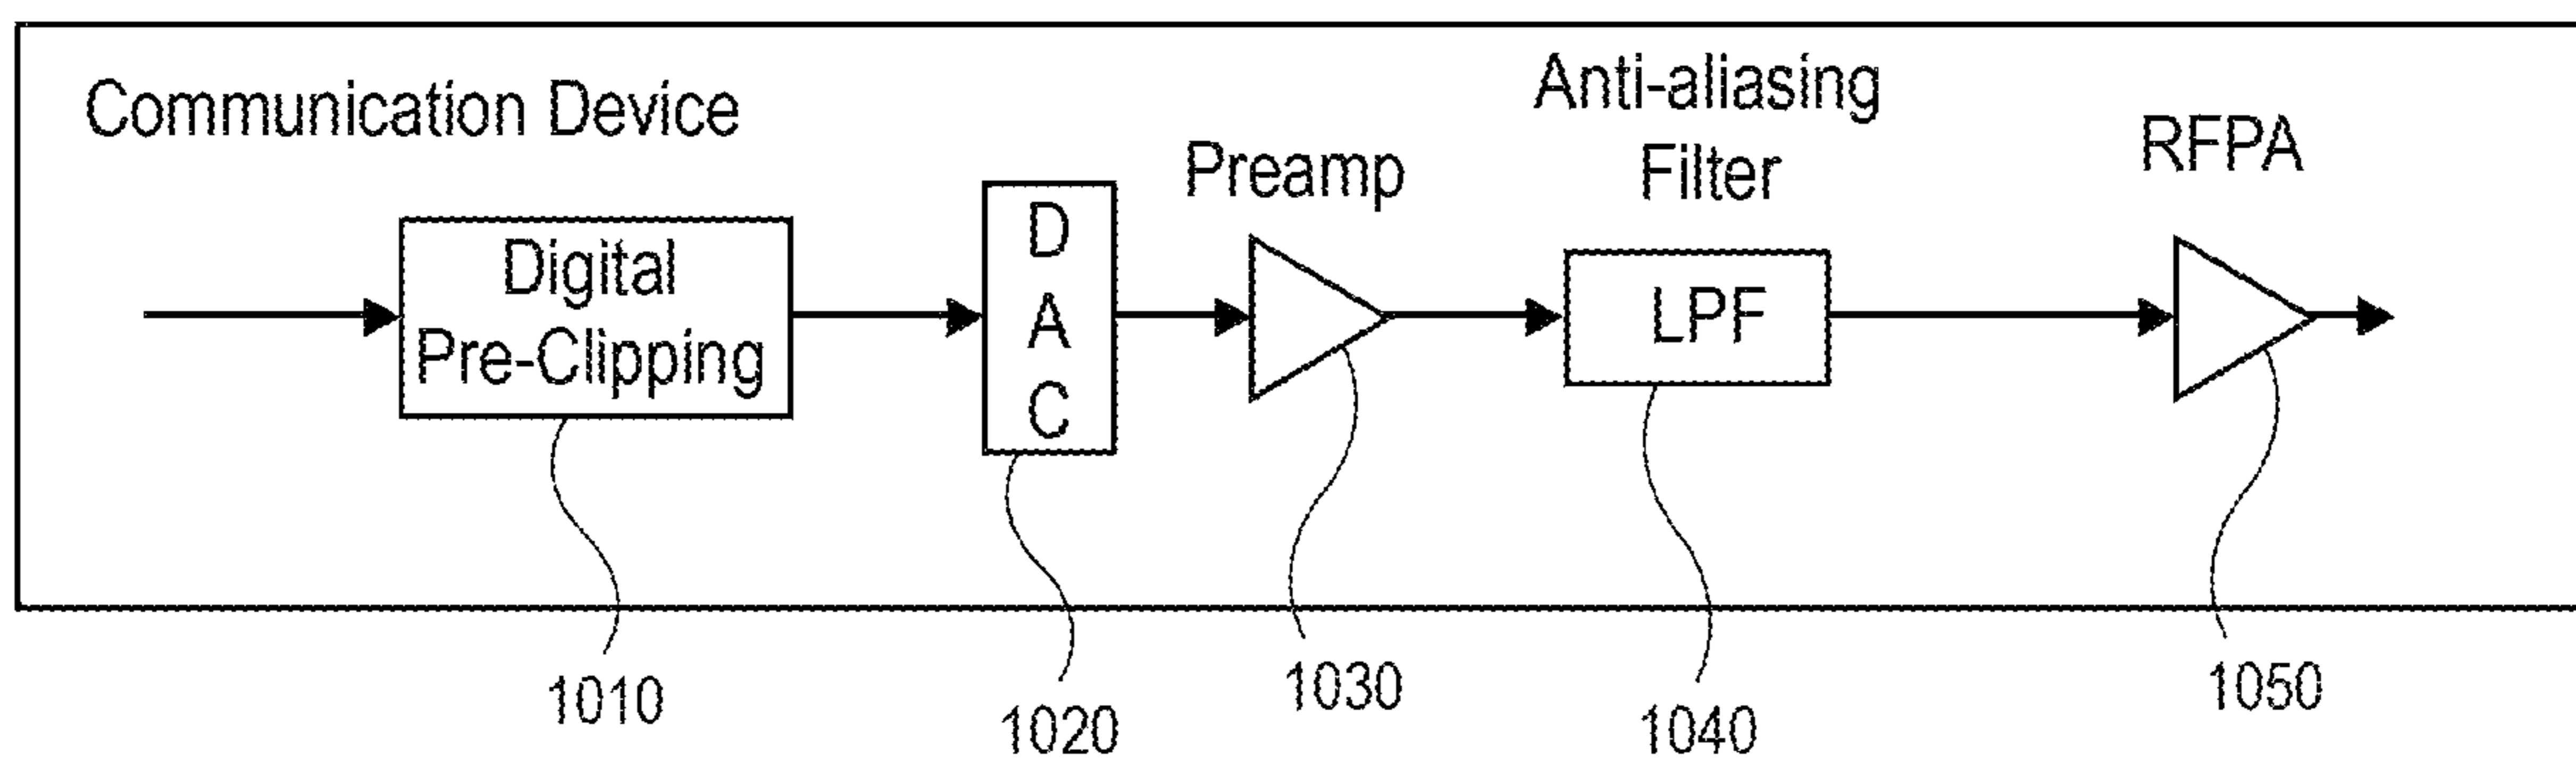 Communication Device
Digital
Pre-Clipping
D
A
C
Preamp
Anti-aliasing
Filter
LPF
RFPA
1010
1020
1030
1040
1050